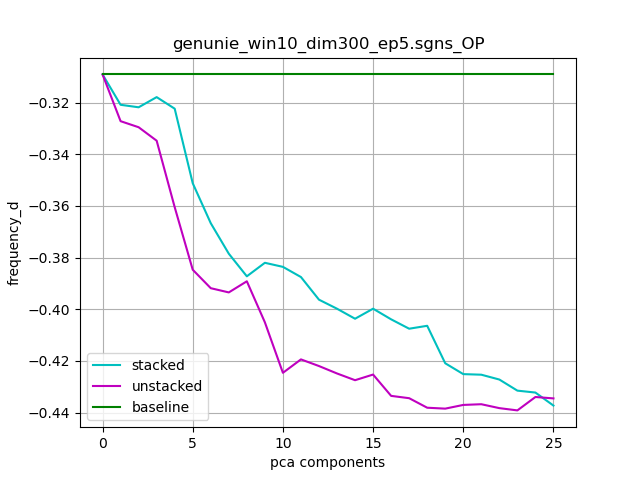 genunie_win10_dim300_ep5.sgns_OP
frequency_d
−0.32
−0.34
−0.36
−0.38
−0.40
−0.42
−0.44
stacked
unstacked
baseline
0 5 10 15 20 25
pca components